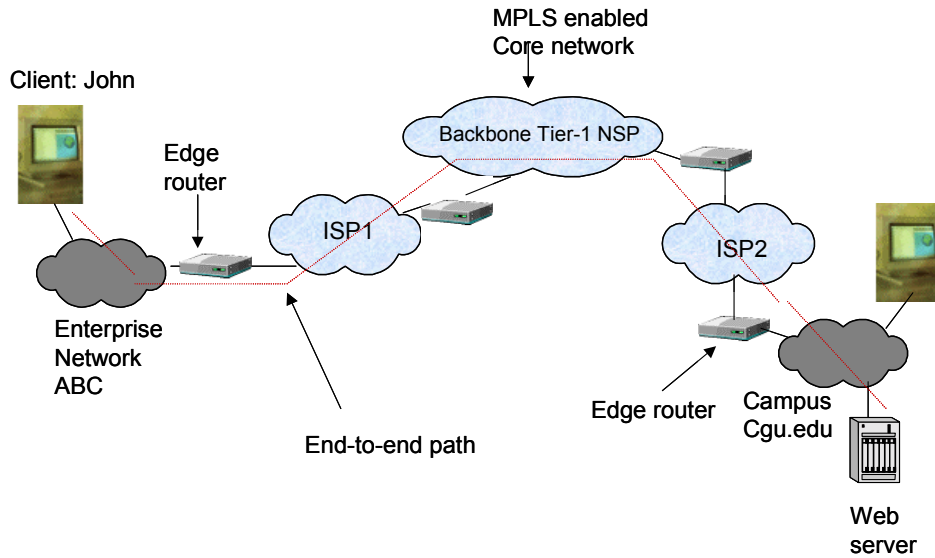 MPLS enabled
Core network
Client: John
Backbone Tier-1 NSP
Edge
router
ISP1
ISP2
Enterprise
Network
ABC
Edge router
Campus
Cgu.edu
End-to-end path
Web
server